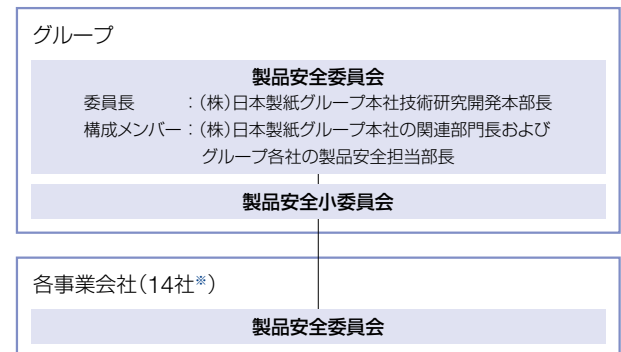 グループ
製品安全委員会
委員長　　　：(株)日本製紙グループ本社技術研究開発本部長
構成メンバー：(株)日本製紙グループ本社の関連部門長および
グループ各社の製品安全担当部長
製品安全小委員会
各事業会社(14社※)
製品安全委員会